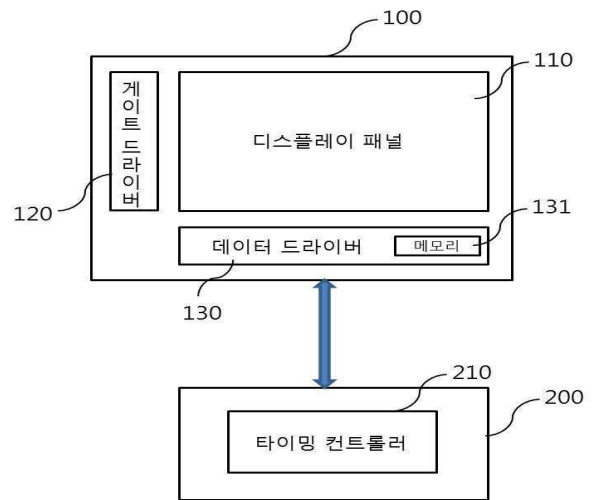 100
110
게이트 드라이버
디스플레이 패널
120
131
데이터 드라이버
메모리
130
210
200
타이밍 컨트롤러